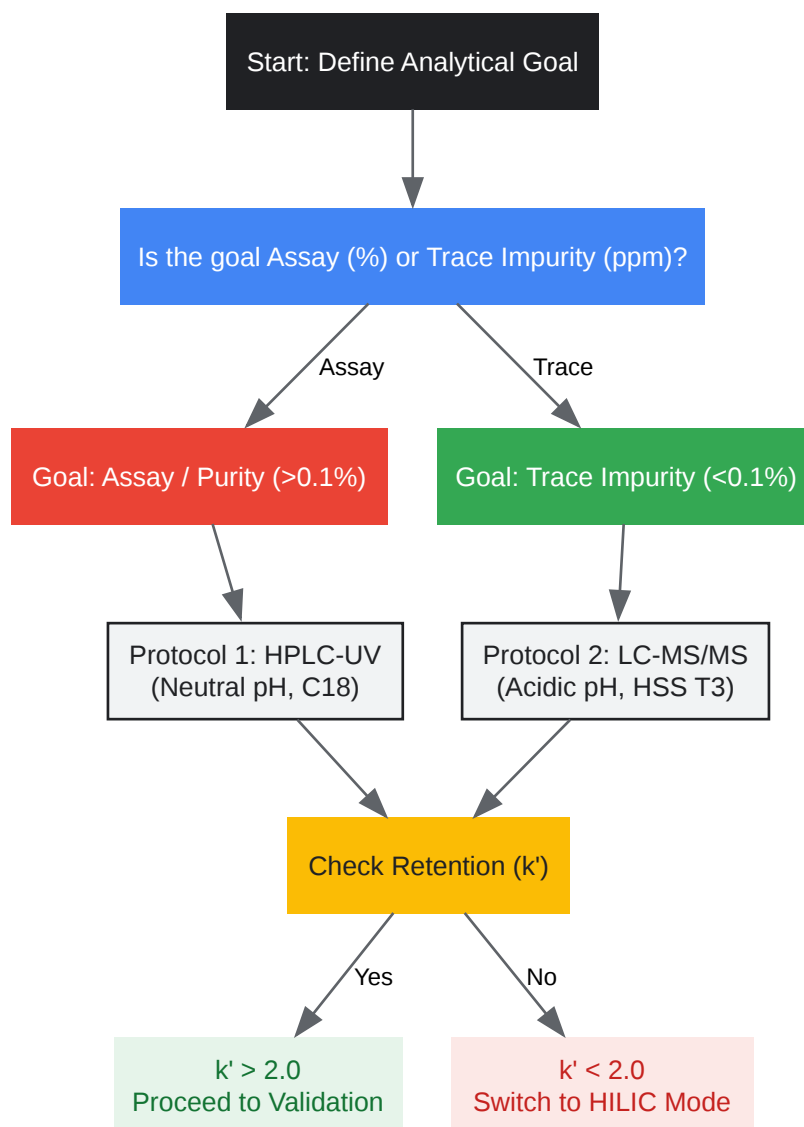 Start: Define Analytical Goal
Is the goal Assay (%) or Trace Impurity (ppm)?
Assay
Trace
Goal: Assay / Purity (>0.1%)
Goal: Trace Impurity (<0.1%)
Protocol 1: HPLC-UV
(Neutral pH, C18)
Protocol 2: LC-MS/MS
(Acidic pH, HSS T3)
Check Retention (k')
Yes
No
k' > 2.0
Proceed to Validation
k' < 2.0
Switch to HILIC Mode